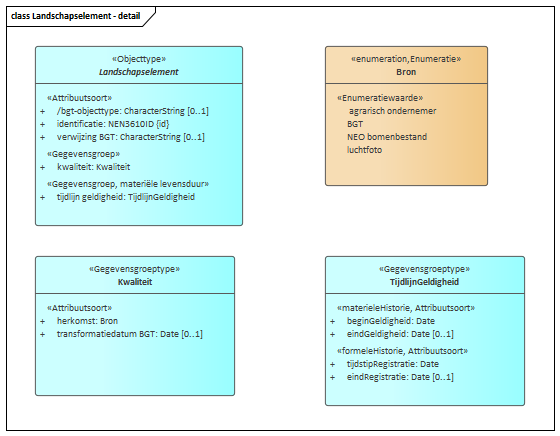 class Landschapselement - detail
«Objecttype»
Landschapselement
«Attribuutsoort»
+ /bgt-objecttype: CharacterString [0..1]
+ identificatie: NEN3610ID {id}
+ verwijzing BGT: CharacterString [0..1]
«Gegevensgroep»
+ kwaliteit: Kwaliteit
«Gegevensgroep, materiële levensduur»
+ tijdlijn geldigheid: TijdlijnGeldigheid
«enumeration,Enumeratie»
Bron
«Enumeratiewaarde»
agrarisch ondernemer
BGT
NEO bomenbestand
luchtfoto
«Gegevensgroeptype»
Kwaliteit
«Attribuutsoort»
+ herkomst: Bron
+ transformatiedatum BGT: Date [0..1]
«Gegevensgroeptype»
TijdlijnGeldigheid
«materieleHistorie, Attribuutsoort»
+ beginGeldigheid: Date
+ eindGeldigheid: Date [0..1]
«formeleHistorie, Attribuutsoort»
+ tijdstipRegistratie: Date
+ eindRegistratie: Date [0..1]